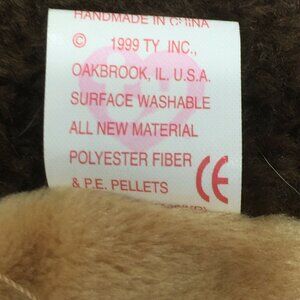 HANDMADE IN CHINA
© 1999 TY INC.,
OAKBROOK, IL. U.S.A.
SURFACE WASHABLE
ALL NEW MATERIAL
POLYESTER FIBER
& P.E. PELLETS CE